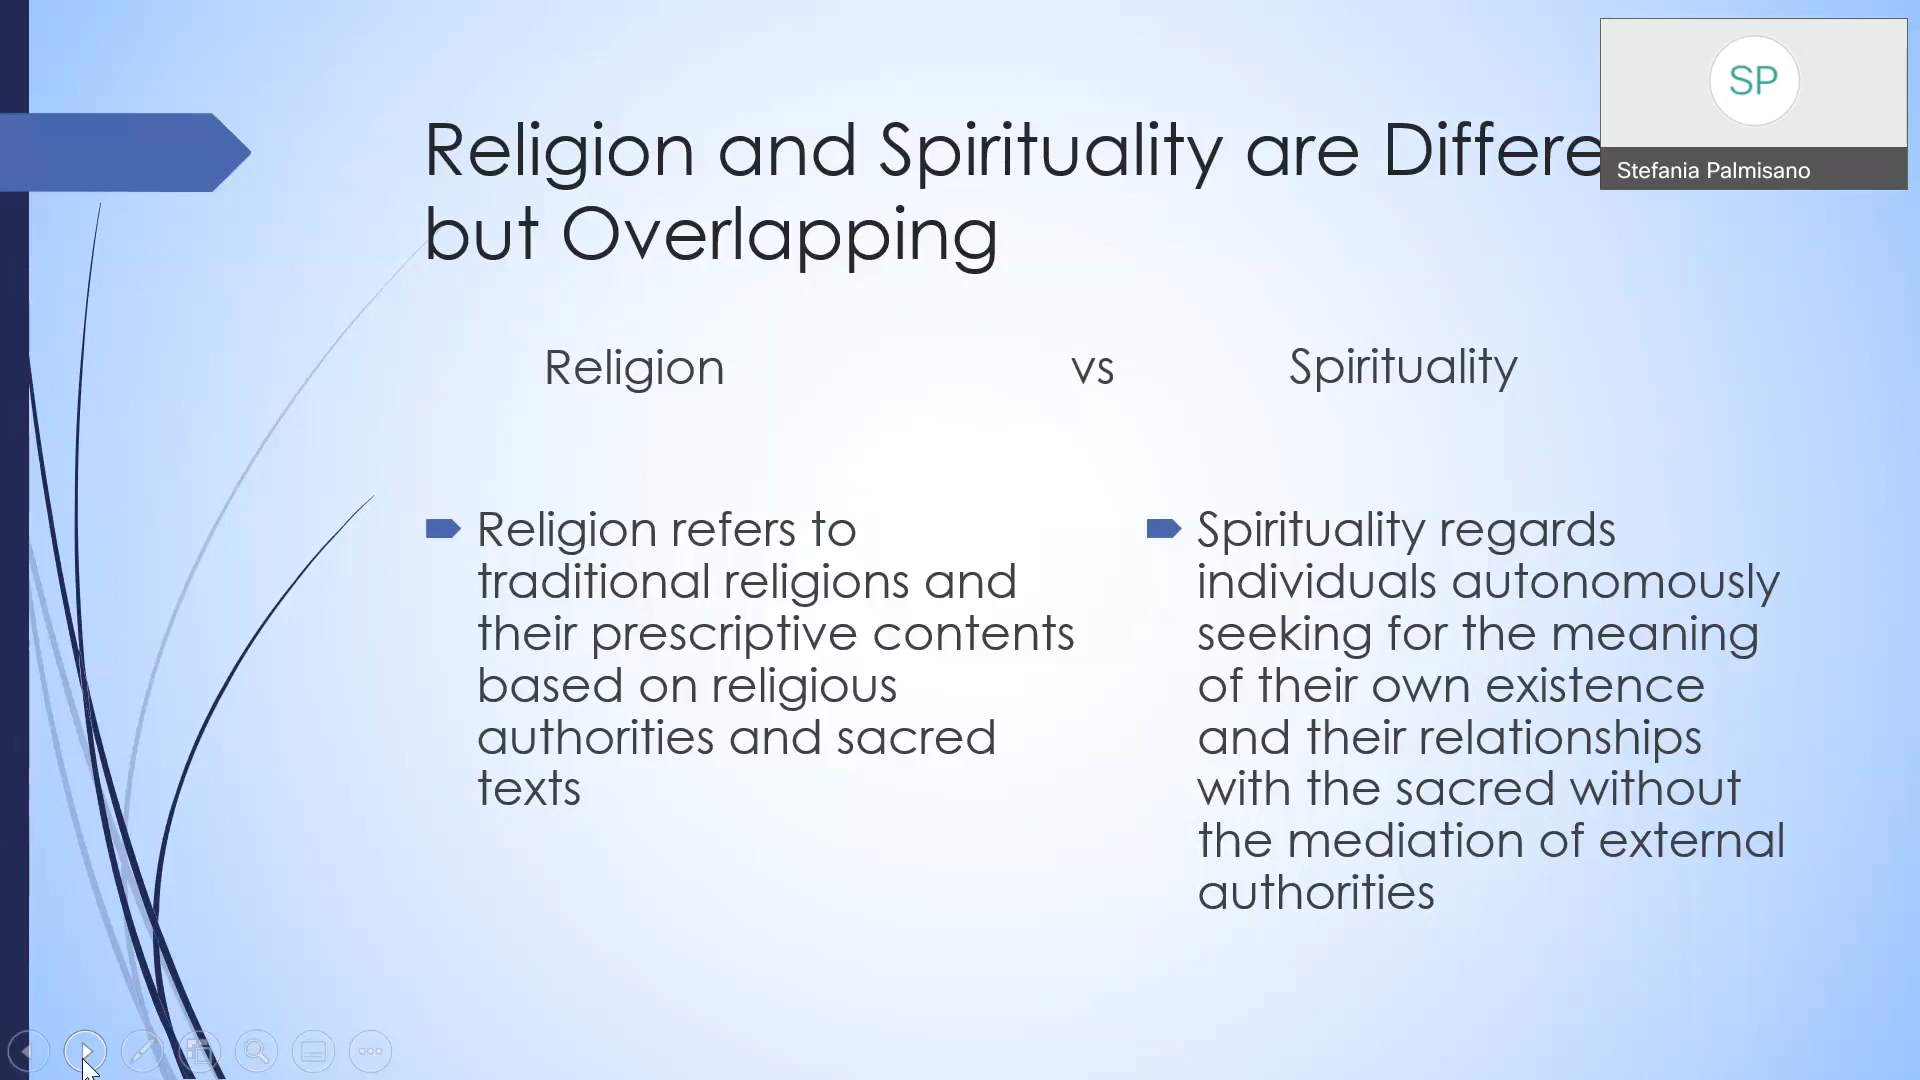 SP
Stefania Palmisano
Religion and Spirituality are Differe
but Overlapping
Religion vs Spirituality
Religion refers to
traditional religions and
their prescriptive contents
based on religious
authorities and sacred
texts
Spirituality regards
individuals autonomously
seeking for the meaning
of their own existence
and their relationships
with the sacred without
the mediation of external
authorities